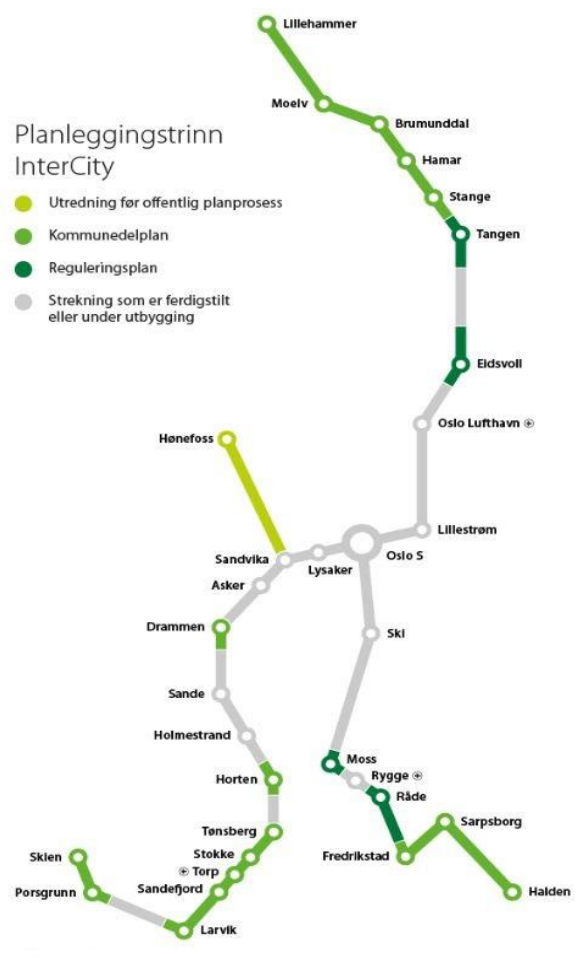 Lillehammer
Moelv
Brumunddal
Planleggingstrinn
InterCity
Hamar
Stange
Utredning før offentlig planprosess
Kommunedelplan
Tangen
Reguleringsplan
Strekning som er ferdigstilt
eller under utbygging
Eidsvoll
Oslo Lufthavn
Hønefoss
Lillestrøm
Sandvika
Oslo S
Lysaker
Asker
Drammen
Ski
Sande
Holmestrand
Moss
Rygge
Horten
Råde
Sarpsborg
Tønsberg
Stokke
Fredrikstad
Skien
Torp
Sandefjord
Porsgrunn
Halden
Larvik